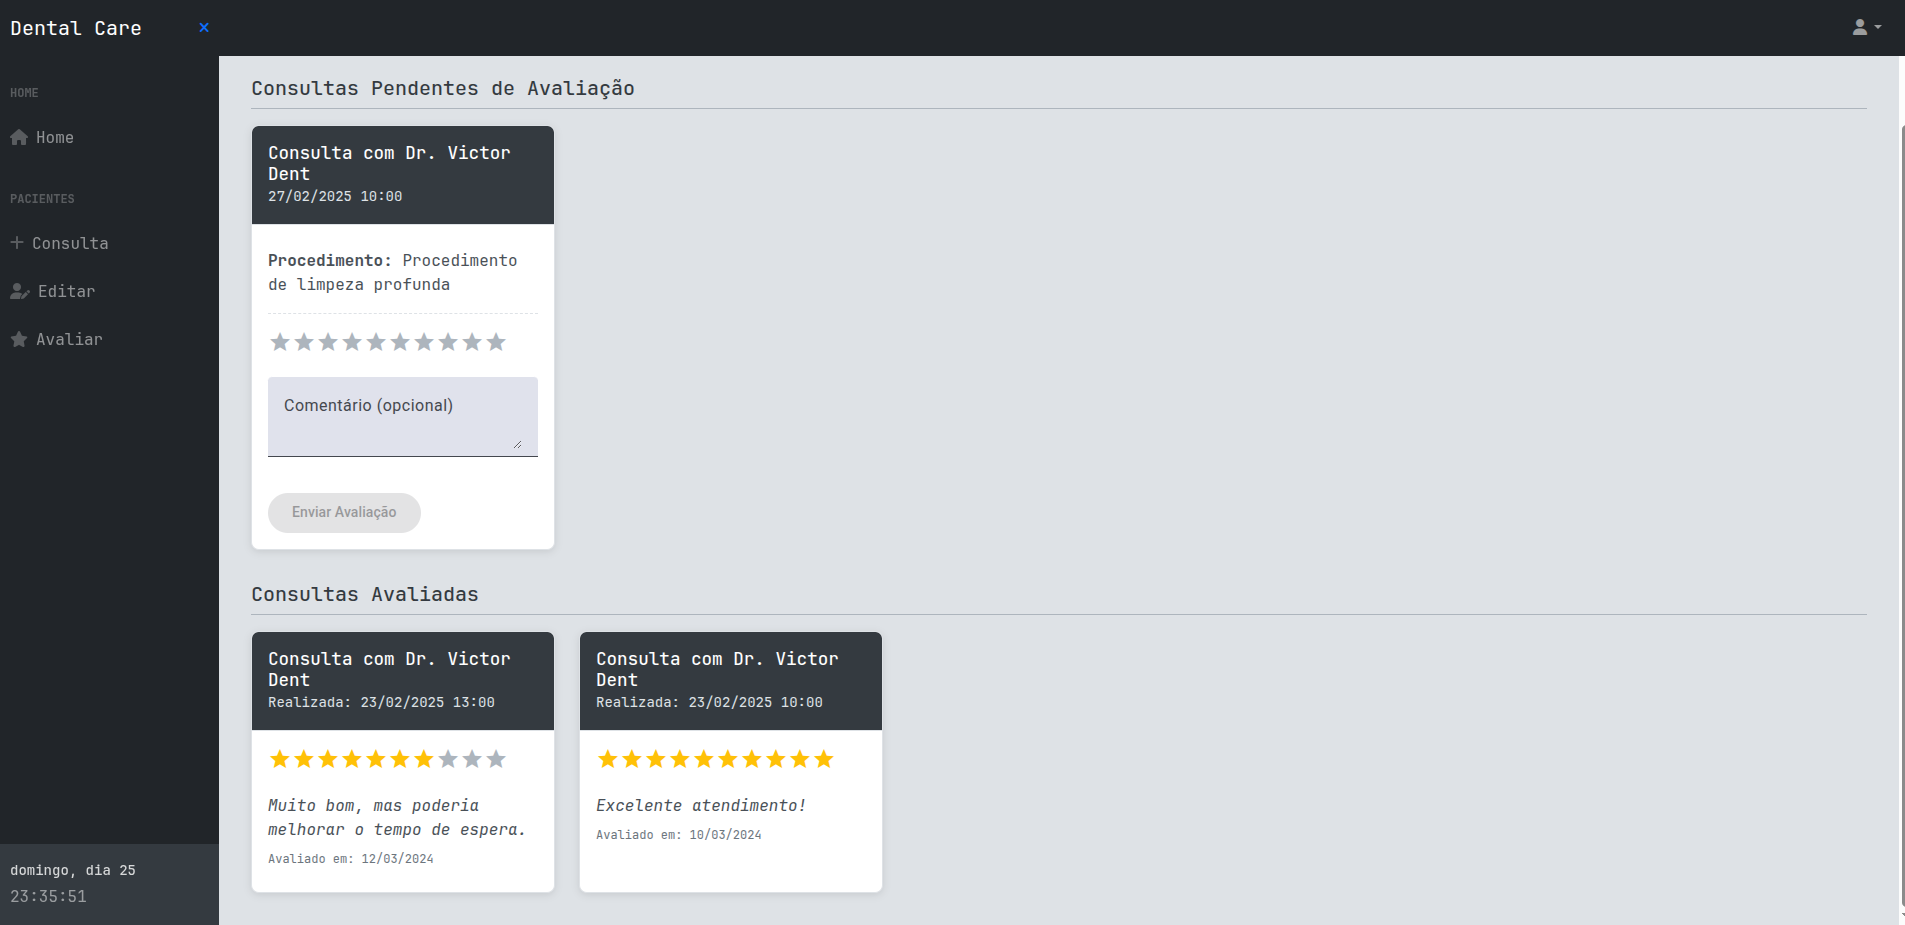 Dental Care
HOME
Home
PACIENTES
Consulta
Editar
Avaliar
domingo, dia 25
23:35:51
Consultas Pendentes de Avaliação
Consulta com Dr. Victor
Dent
27/02/2025 10:00
Procedimento: Procedimento
de limpeza profunda
Comentário (opcional)
Enviar Avaliação
Consultas Avaliadas
Consulta com Dr. Victor
Dent
Realizada: 23/02/2025 13:00
Muito bom, mas poderia
melhorar o tempo de espera.
Avaliado em: 12/03/2024
Consulta com Dr. Victor
Dent
Realizada: 23/02/2025 10:00
Excelente atendimento!
Avaliado em: 10/03/2024